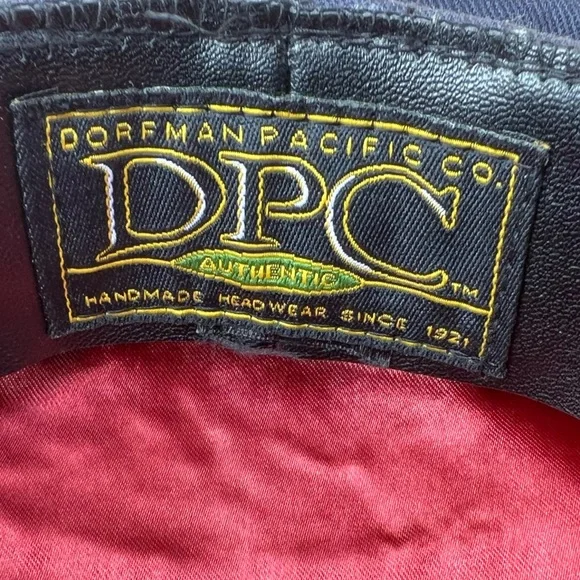 DORFMAN PACIFIC CO.
DPC
AUTHENTIC
TM
HANDMADE HEADWEAR SINCE 1921